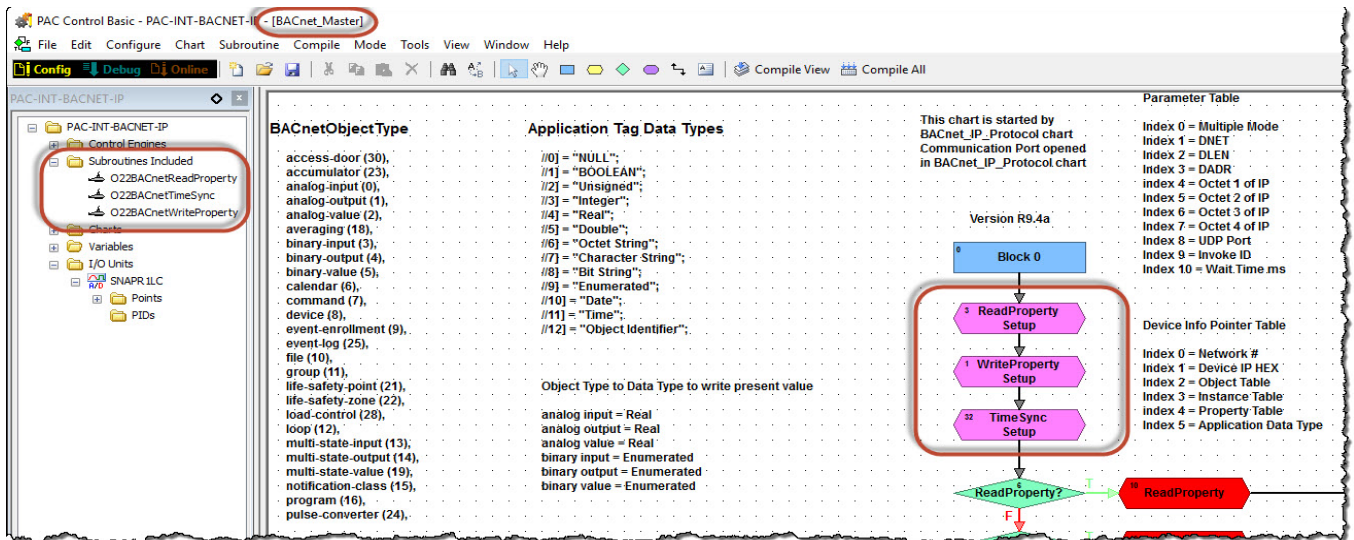 PAC Control Basic - PAC-INT-BACNET-IP - [BACnet_Master]
File Edit Configure Chart Subroutine Compile Mode Tools View Window Help
Config Debug Online Compile View Compile All
PAC-INT-BACNET-IP
PAC-INT-BACNET-IP
Control Engines
Subroutines Included
O22BACnetReadProperty
O22BACnetTimeSync
O22BACnetWriteProperty
Charts
Variables
I/O Units
SNAPR1LC
Points
PIDs
BACnetObjectType
access-door (30),
accumulator (23),
analog-input (0),
analog-output (1),
analog-value (2),
averaging (18),
binary-input (3),
binary-output (4),
binary-value (5),
calendar (6),
command (7),
device (8),
event-enrollment (9),
event-log (25),
file (10),
group (11),
life-safety-point (21),
life-safety-zone (22),
load-control (28),
loop (12),
multi-state-input (13),
multi-state-output (14),
multi-state-value (19),
notification-class (15),
program (16),
pulse-converter (24),
Application Tag Data Types
//0] = "NULL";
//1] = "BOOLEAN";
//2] = "Unsigned";
//3] = "Integer";
//4] = "Real";
//5] = "Double";
//6] = "Octet String";
//7] = "Character String";
//8] = "Bit String";
//9] = "Enumerated";
//10] = "Date";
//11] = "Time";
//12] = "Object Identifier";
Object Type to Data Type to write present value
analog input = Real
analog output = Real
analog value = Real
binary input = Enumerated
binary output = Enumerated
binary value = Enumerated
This chart is started by
BACnet_IP_Protocol chart
Communication Port opened
in BACnet_IP_Protocol chart
Version R9.4a
0
Block 0
3 ReadProperty
Setup
1 WriteProperty
Setup
32 TimeSync
Setup
6
ReadProperty?
T
10
ReadProperty
F
T
Parameter Table
Index 0 = Multiple Mode
Index 1 = DNET
Index 2 = DLEN
Index 3 = DADR
index 4 = Octet 1 of IP
Index 5 = Octet 2 of IP
Index 6 = Octet 3 of IP
Index 7 = Octet 4 of IP
Index 8 = UDP Port
Index 9 = Invoke ID
Index 10 = Wait Time ms
Device Info Pointer Table
Index 0 = Network #
Index 1 = Device IP HEX
Index 2 = Object Table
Index 3 = Instance Table
index 4 = Property Table
Index 5 = Application Data Type